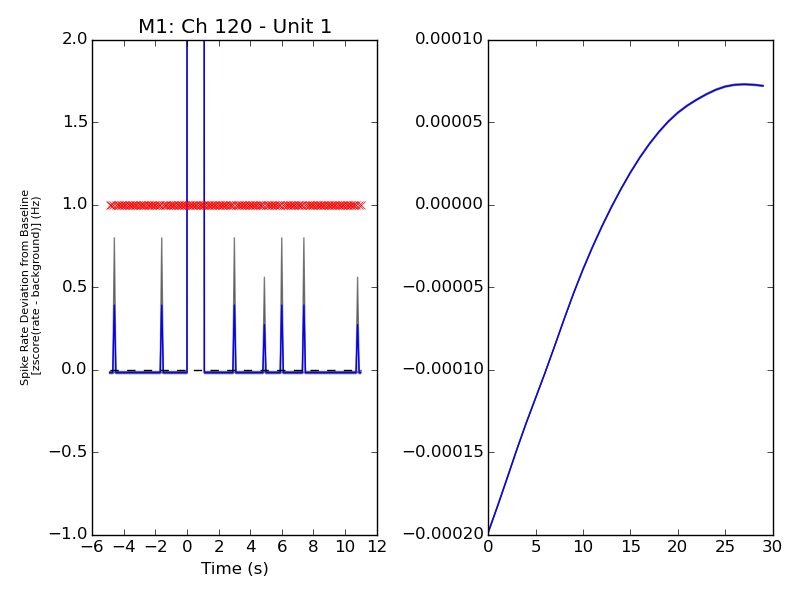 M1: Ch 120 - Unit 1
Spike Rate Deviation from Baseline
[zscore(rate - background)] (Hz)
2.0
1.5
1.0
0.5
0.0
−0.5
−1.0
−6 −4 −2 0 2 4 6 8 10 12
Time (s)
0.00010
0.00005
0.00000
−0.00005
−0.00010
−0.00015
−0.00020
0 5 10 15 20 25 30